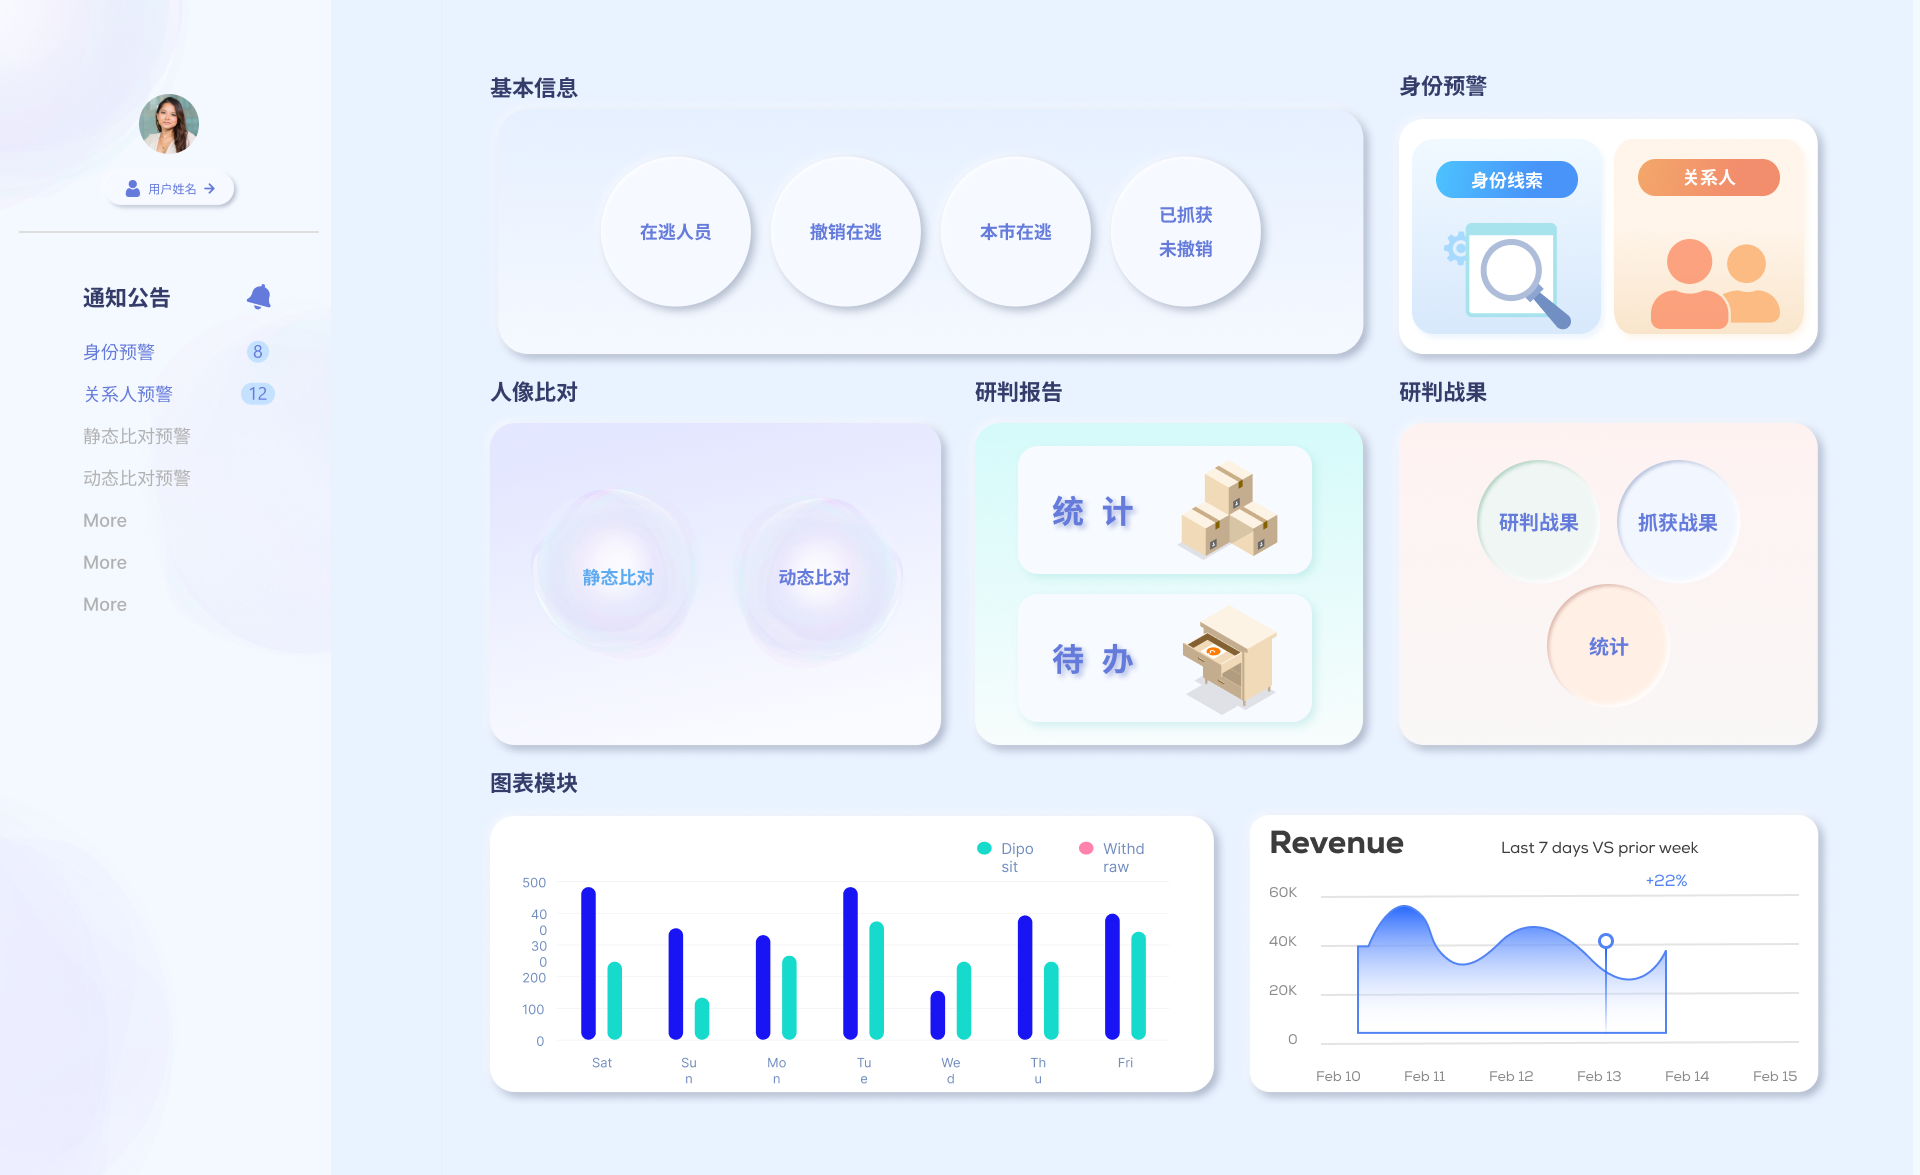 用户姓名
通知公告
身份预警
8
关系人预警
12
静态比对预警
动态比对预警
More
More
More
基本信息
在逃人员
撤销在逃
本市在逃
已抓获
未撤销
身份预警
身份线索
关系人
人像比对
静态比对
动态比对
研判报告
统 计
待 办
研判战果
研判战果
抓获战果
统计
图表模块
Dipo
sit
Withd
raw
500
40
0
30
0
200
100
0
Sat
Su
n
Mo
n
Tu
e
We
d
Th
u
Fri
Revenue
Last 7 days VS prior week
+22%
60K
40K
20K
0
Feb 10
Feb 11
Feb 12
Feb 13
Feb 14
Feb 15